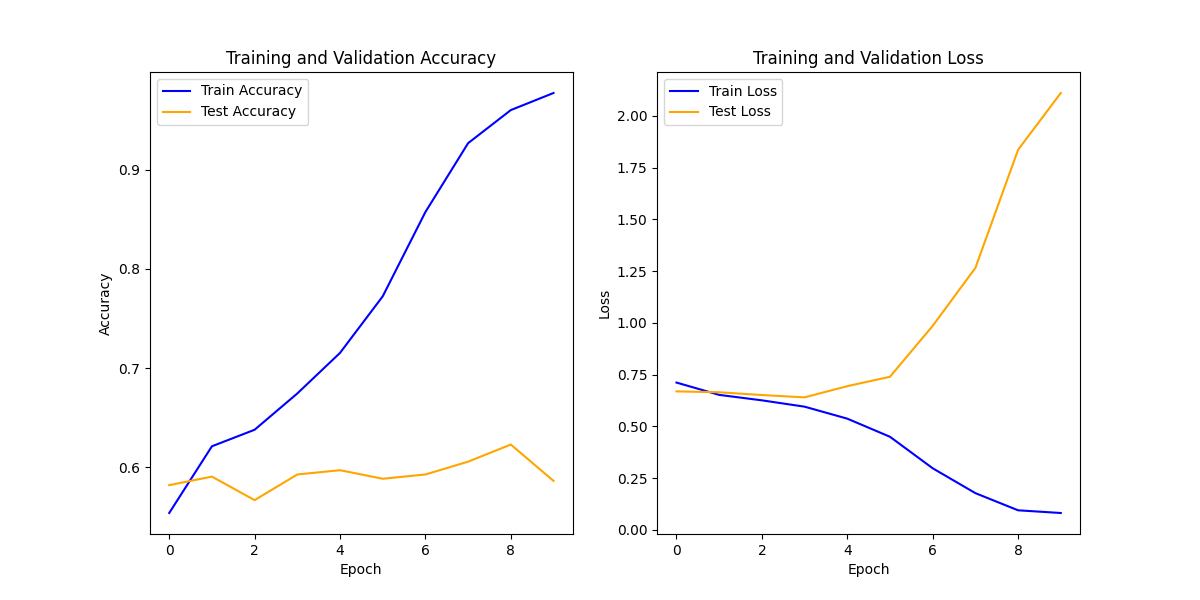 Training and Validation Accuracy
Train Accuracy
Test Accuracy
0.9
0.8
0.7
0.6
Accuracy
0 2 4 6 8
Epoch
Training and Validation Loss
Train Loss
Test Loss
2.00
1.75
1.50
1.25
1.00
0.75
0.50
0.25
0.00
Loss
0 2 4 6 8
Epoch